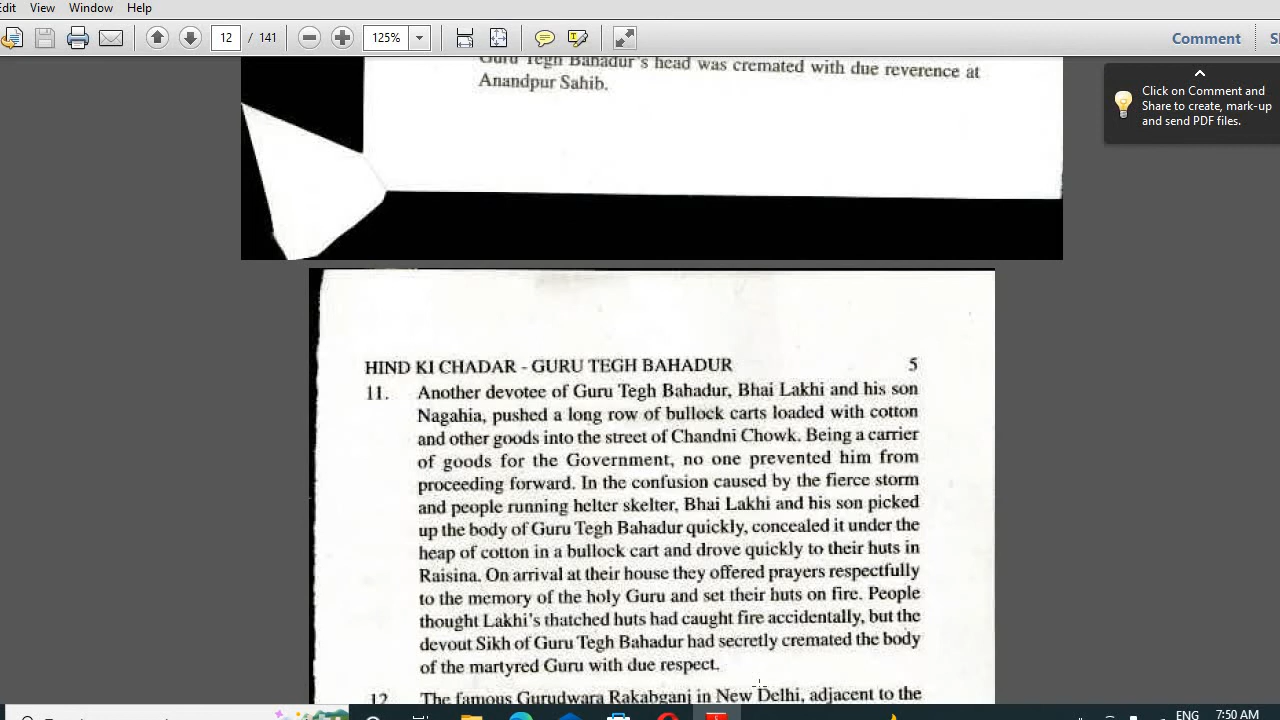 Edit View Window Help
12 / 141
125%
Comment
Click on Comment and
Share to create, mark-up
and send PDF files.
Guru Tegh Bahadur's head was cremated with due reverence at
Anandpur Sahib.
HIND KI CHADAR - GURU TEGH BAHADUR 5
11. Another devotee of Guru Tegh Bahadur, Bhai Lakhi and his son
Nagahia, pushed a long row of bullock carts loaded with cotton
and other goods into the street of Chandni Chowk. Being a carrier
of goods for the Government, no one prevented him from
proceeding forward. In the confusion caused by the fierce storm
and people running helter skelter, Bhai Lakhi and his son picked
up the body of Guru Tegh Bahadur quickly, concealed it under the
heap of cotton in a bullock cart and drove quickly to their huts in
Raisina. On arrival at their house they offered prayers respectfully
to the memory of the holy Guru and set their huts on fire. People
thought Lakhi's thatched huts had caught fire accidentally, but the
devout Sikh of Guru Tegh Bahadur had secretly cremated the body
of the martyred Guru with due respect.
12 The famous Gurudwara Rakabganj in New Delhi, adjacent to the
ENG 7:50 AM